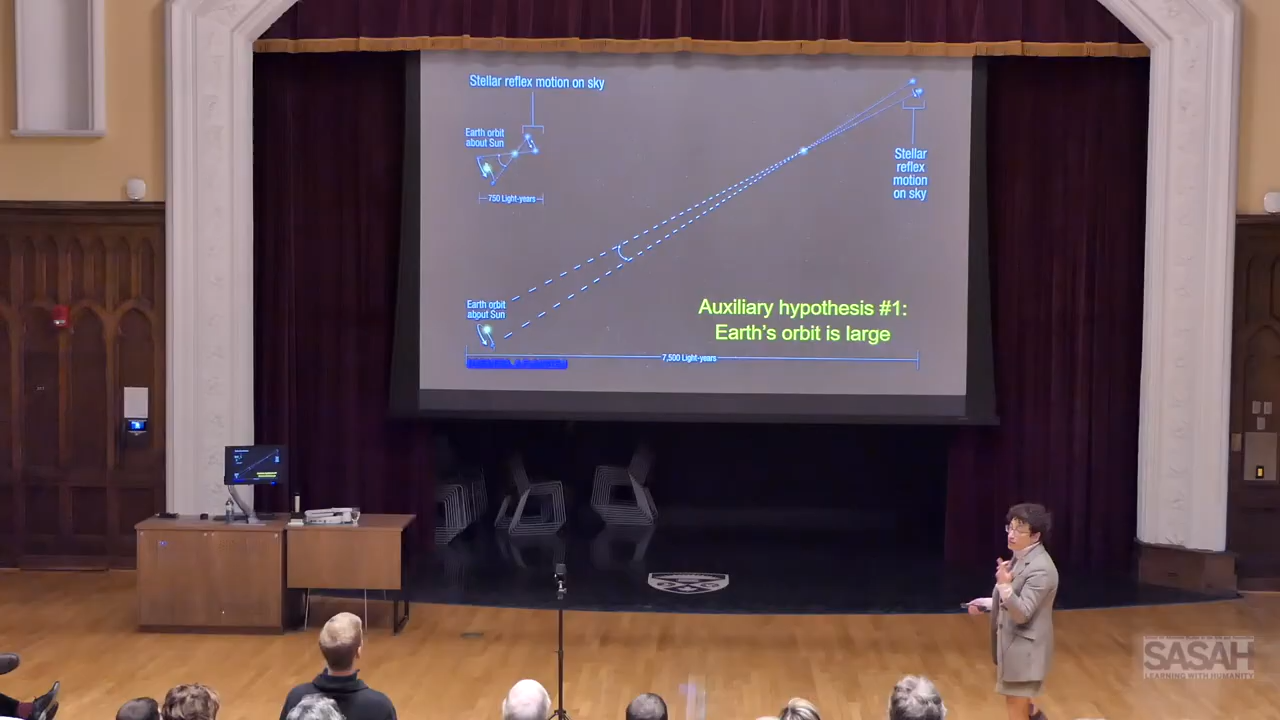 Stellar reflex motion on sky
Earth orbit
about Sun
750 Light-years
Stellar
reflex
motion
on sky
Earth orbit
about Sun
Auxiliary hypothesis #1:
Earth's orbit is large
7,500 Light-years
SASAH
LEARNING WITH HUMANITY